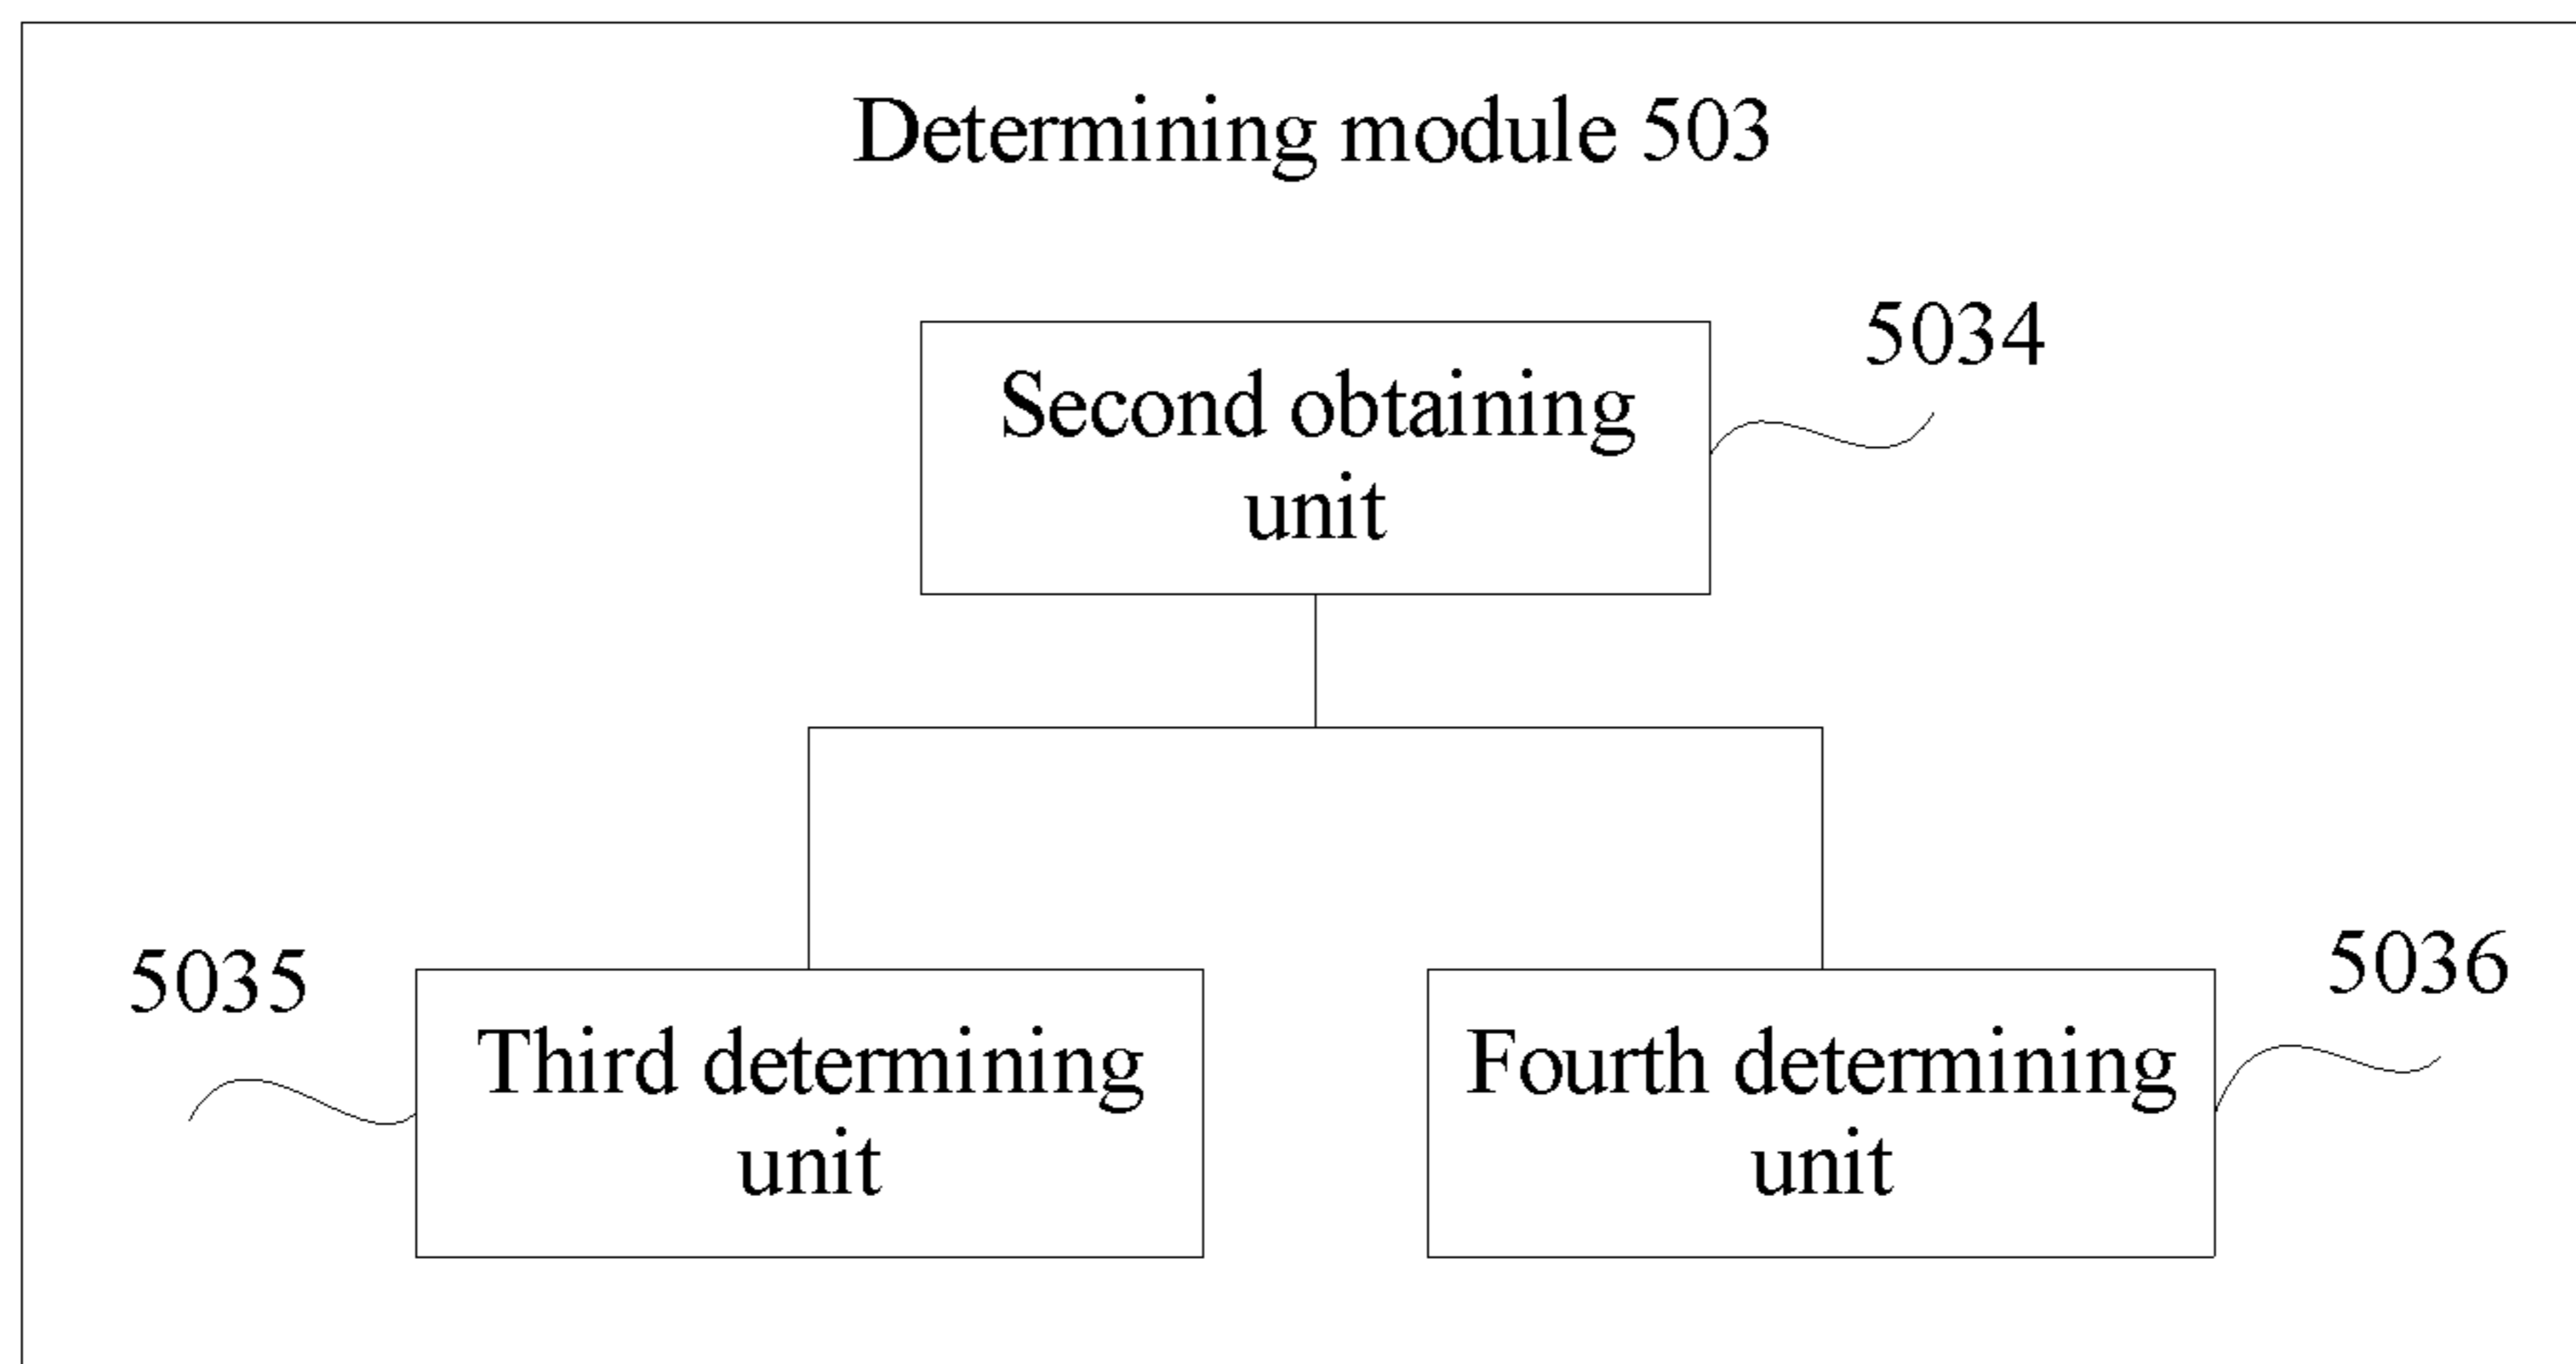 Determining module 503
5034
Second obtaining
unit
5035
5036
Third determining
unit
Fourth determining
unit